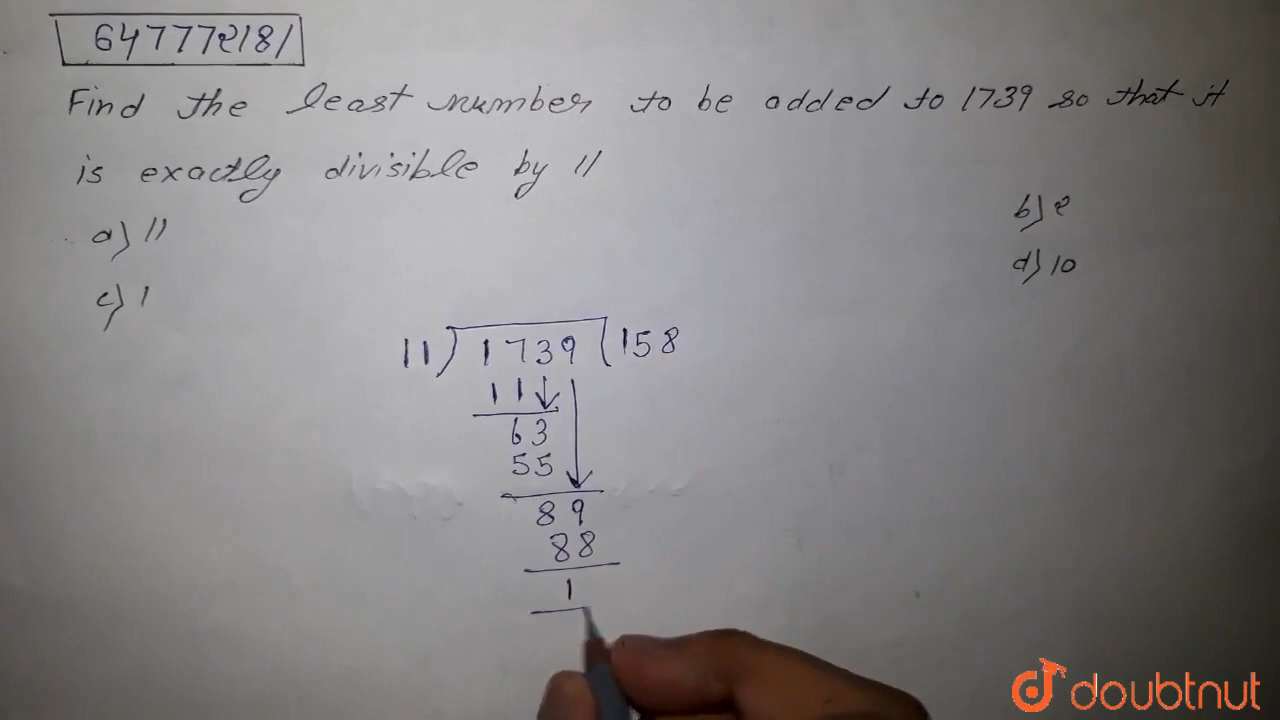 647772181
Find the least number to be added to 1739 so that it
is exactly divisible by 11
a) 11
b) 2
c) 1
d) 10
11 ) 1739 ( 158
11
63
55
89
88
1
doubtnut